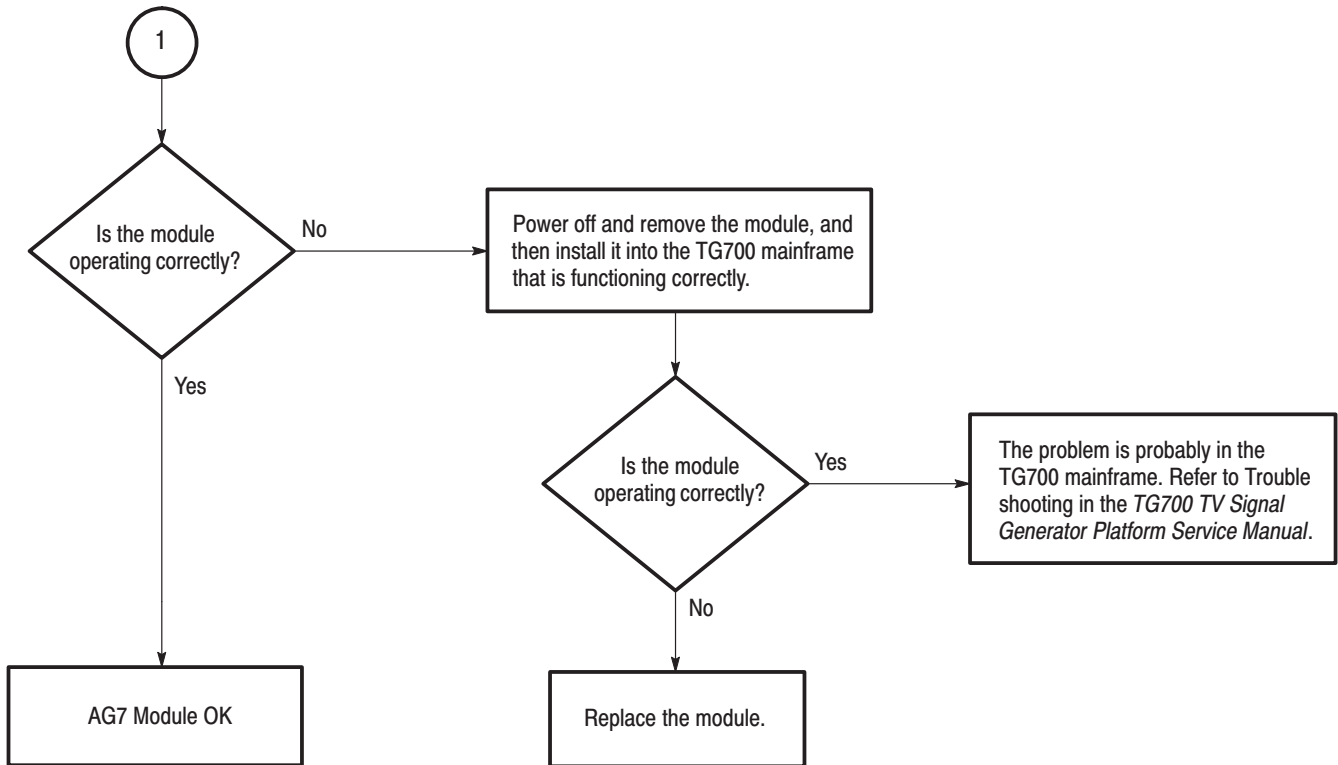 1
Is the module
operating correctly?
No
Yes
Power off and remove the module, and
then install it into the TG700 mainframe
that is functioning correctly.
Is the module
operating correctly?
Yes
No
The problem is probably in the
TG700 mainframe. Refer to Trouble
shooting in the TG700 TV Signal
Generator Platform Service Manual.
AG7 Module OK
Replace the module.